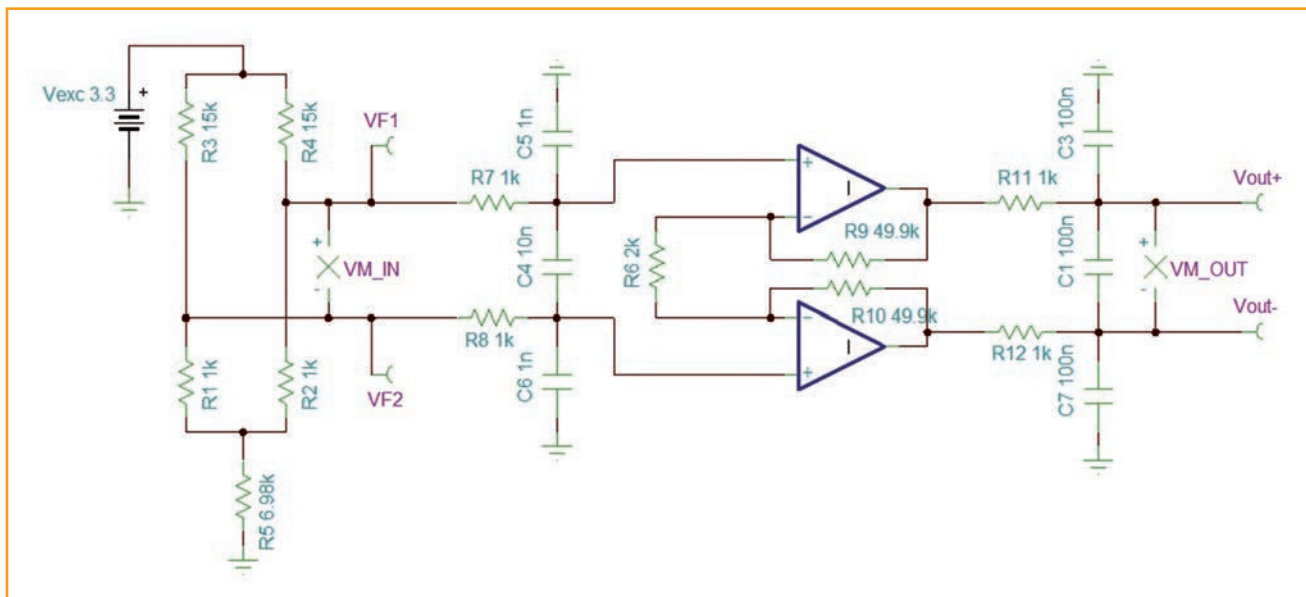 Vexc 3.3
+
R3 15k
R4 15k
VF1
C5 1n
R7 1k
+
VM_IN
-
C4 10n
R6 2k
+
-
R9 49.9k
R11 1k
C3 100n
Vout+
+
VM_OUT
-
C1 100n
R1 1k
R2 1k
VF2
R8 1k
C6 1n
-
R10 49.9k
+
R12 1k
Vout-
C7 100n
R5 6.98k